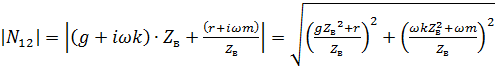 |N₁₂| = |(g + iωk) · Z_в + (r+iωm)/Z_в| = √(((gZ_в²+r)/Z_в)² + ((ωkZ_в²+ωm)/Z_в)²)